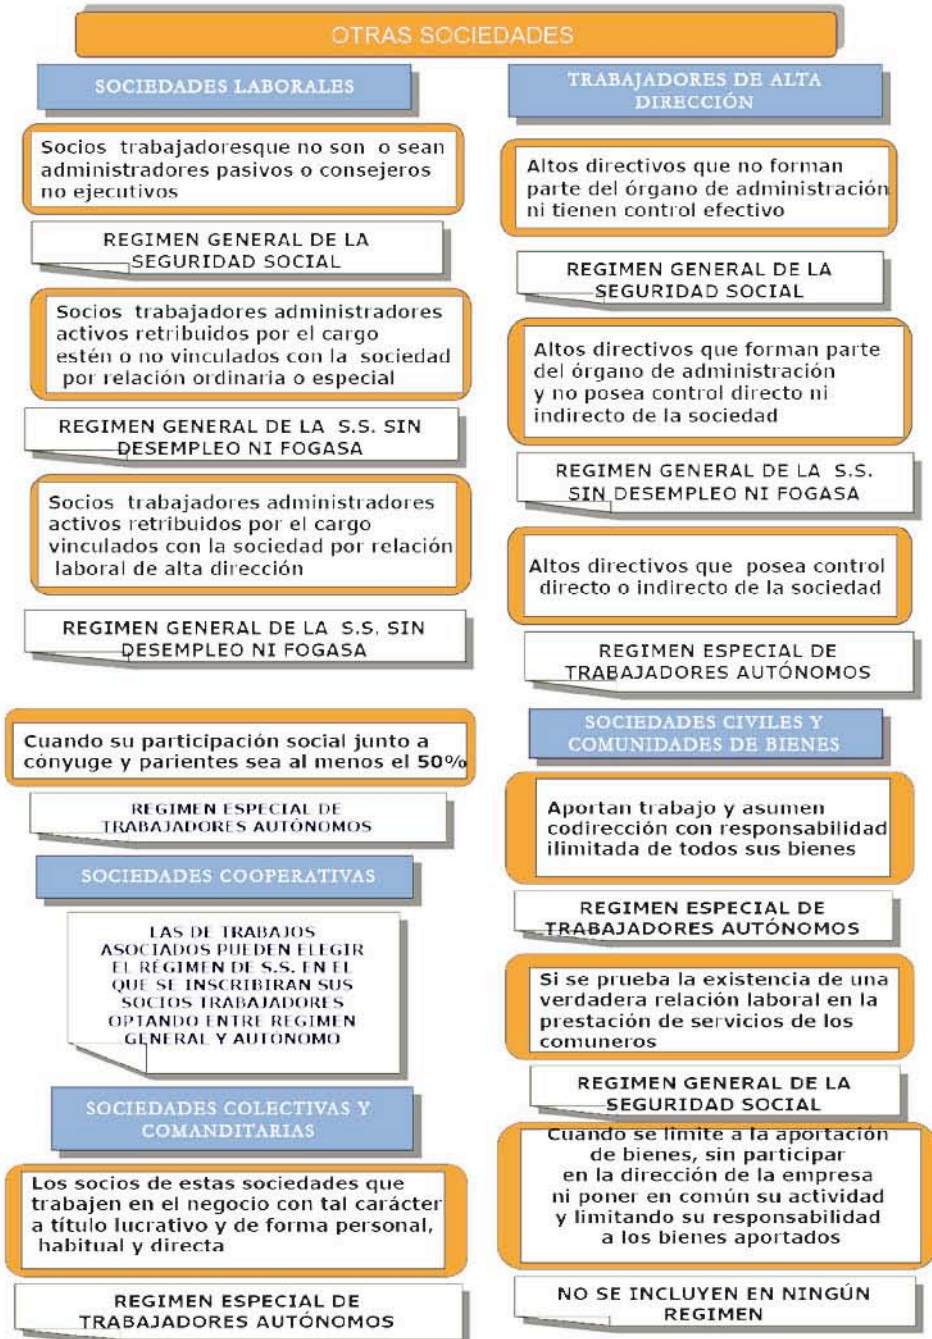 OTRAS SOCIEDADES
SOCIEDADES LABORALES
Socios trabajadoresque no son o sean
administradores pasivos o consejeros
no ejecutivos
REGIMEN GENERAL DE LA
SEGURIDAD SOCIAL
Socios trabajadores administradores
activos retribuidos por el cargo
estén o no vinculados con la sociedad
por relación ordinaria o especial
REGIMEN GENERAL DE LA S.S. SIN
DESEMPLEO NI FOGASA
Socios trabajadores administradores
activos retribuidos por el cargo
vinculados con la sociedad por relación
laboral de alta dirección
REGIMEN GENERAL DE LA S.S. SIN
DESEMPLEO NI FOGASA
Cuando su participación social junto a
cónyuge y parientes sea al menos el 50%
REGIMEN ESPECIAL DE
TRABAJADORES AUTÓNOMOS
SOCIEDADES COOPERATIVAS
LAS DE TRABAJOS
ASOCIADOS PUEDEN ELEGIR
EL RÉGIMEN DE S.S. EN EL
QUE SE INSCRIBIRAN SUS
SOCIOS TRABAJADORES
OPTANDO ENTRE REGIMEN
GENERAL Y AUTONOMO
SOCIEDADES COLECTIVAS Y
COMANDITARIAS
Los socios de estas sociedades que
trabajen en el negocio con tal carácter
a título lucrativo y de forma personal,
habitual y directa
REGIMEN ESPECIAL DE
TRABAJADORES AUTÓNOMOS
TRABAJADORES DE ALTA
DIRECCIÓN
Altos directivos que no forman
parte del órgano de administración
ni tienen control efectivo
REGIMEN GENERAL DE LA
SEGURIDAD SOCIAL
Altos directivos que forman parte
del órgano de administración
y no posea control directo ni
indirecto de la sociedad
REGIMEN GENERAL DE LA S.S.
SIN DESEMPLEO NI FOGASA
Altos directivos que posea control
directo o indirecto de la sociedad
REGIMEN ESPECIAL DE
TRABAJADORES AUTÓNOMOS
SOCIEDADES CIVILES Y
COMUNIDADES DE BIENES
Aportan trabajo y asumen
codirección con responsabilidad
ilimitada de todos sus bienes
REGIMEN ESPECIAL DE
TRABAJADORES AUTÓNOMOS
Si se prueba la existencia de una
verdadera relación laboral en la
prestación de servicios de los
comuneros
REGIMEN GENERAL DE LA
SEGURIDAD SOCIAL
Cuando se limite a la aportación
de bienes, sin participar
en la dirección de la empresa
ni poner en común su actividad
y limitando su responsabilidad
a los bienes aportados
NO SE INCLUYEN EN NINGÚN
REGIMEN